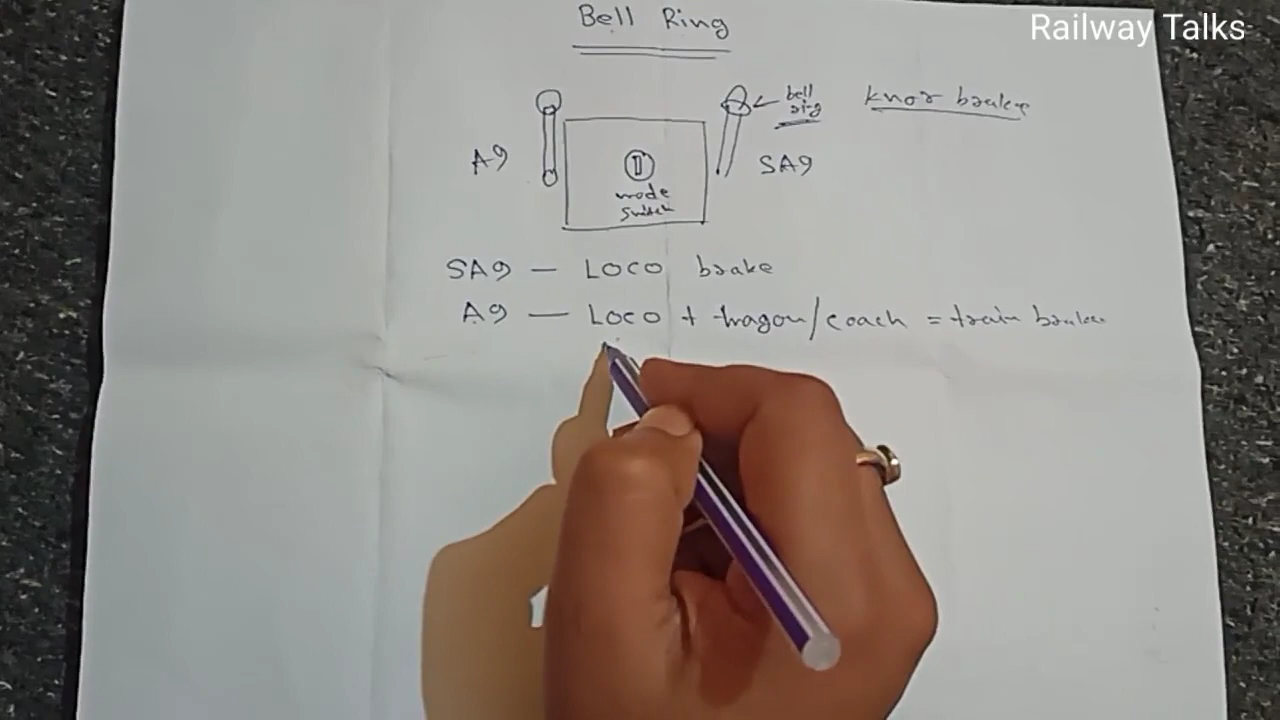 Railway Talks
Bell Ring
bell
ring
knor brake
A9
mode
switch
SA9
SA9 — LOCO brake
A9 — LOCO + wagon/coach = train brake